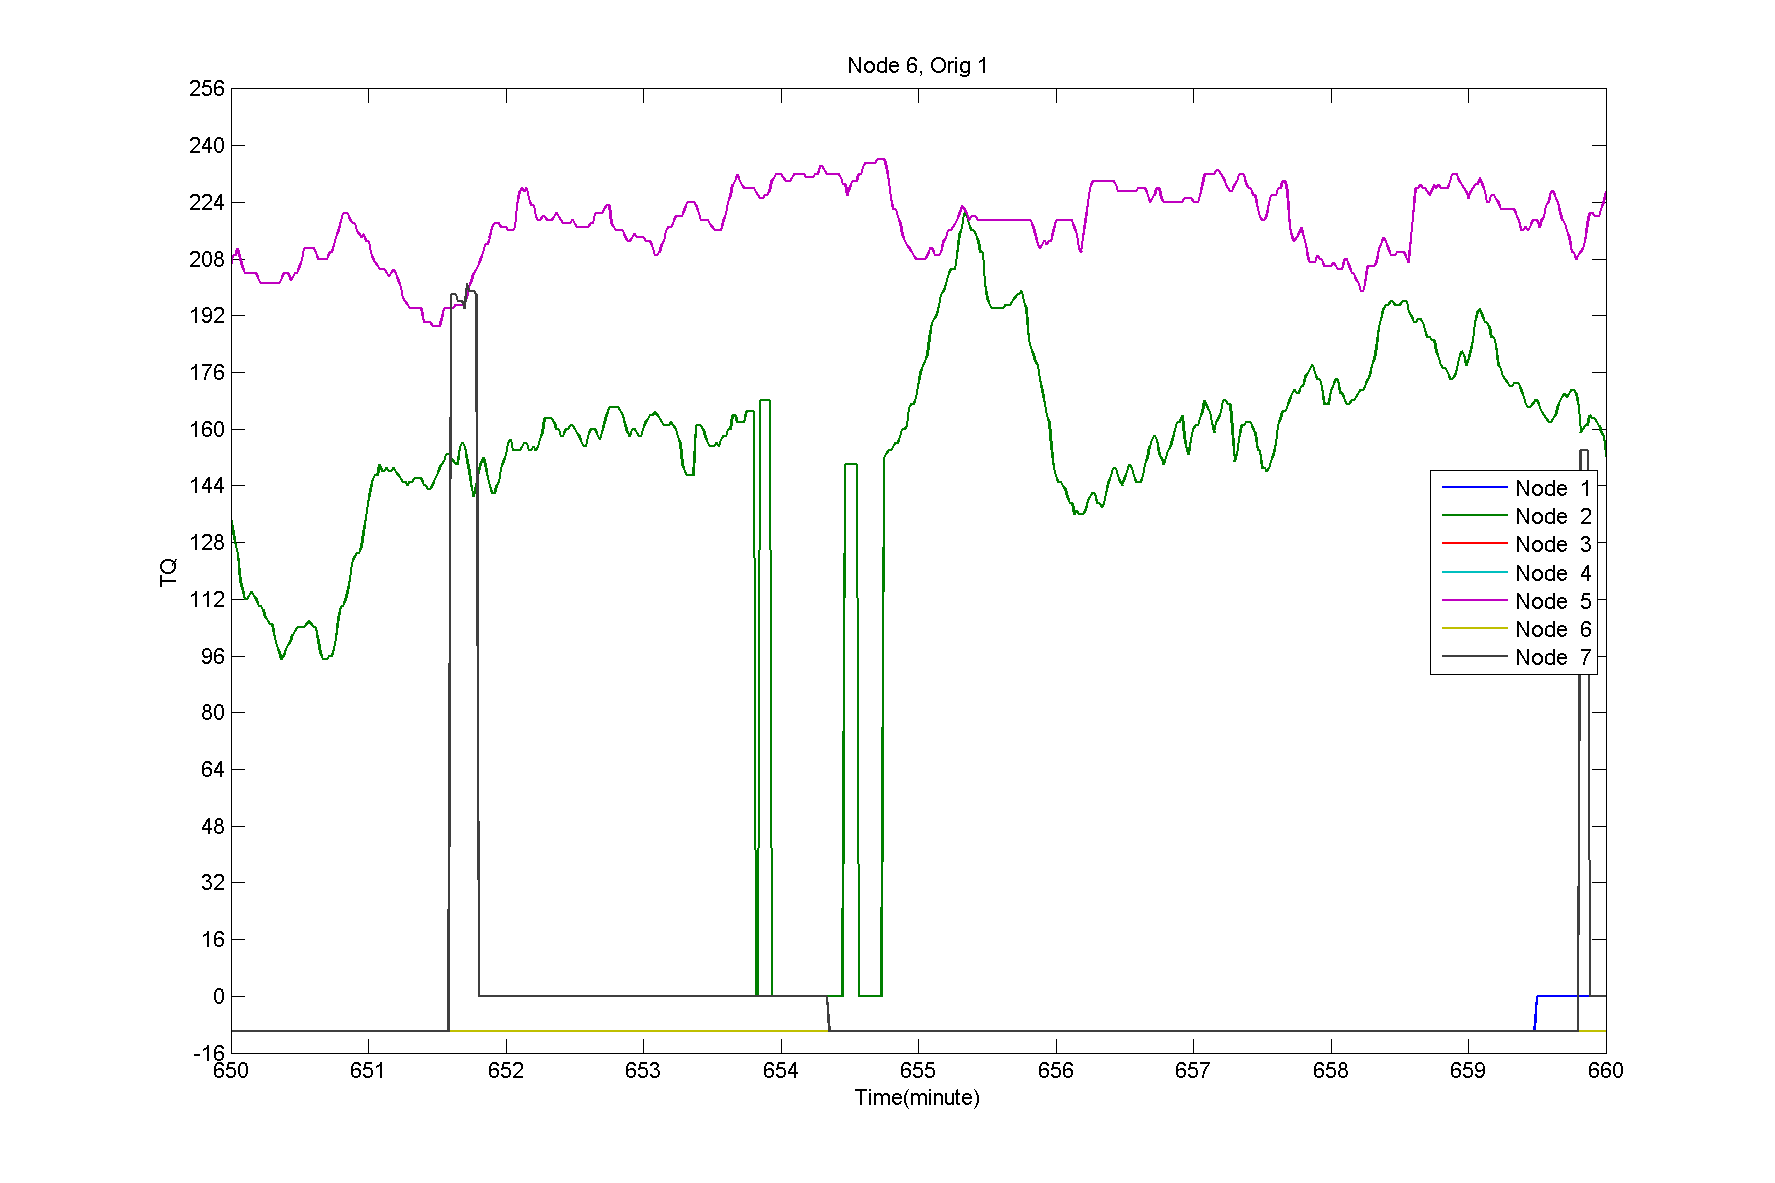 Node 6, Orig 1
256
240
224
208
192
176
160
144
128
112
96
80
64
48
32
16
0
-16
TQ
650 651 652 653 654 655 656 657 658 659 660
Time(minute)
Node 1
Node 2
Node 3
Node 4
Node 5
Node 6
Node 7